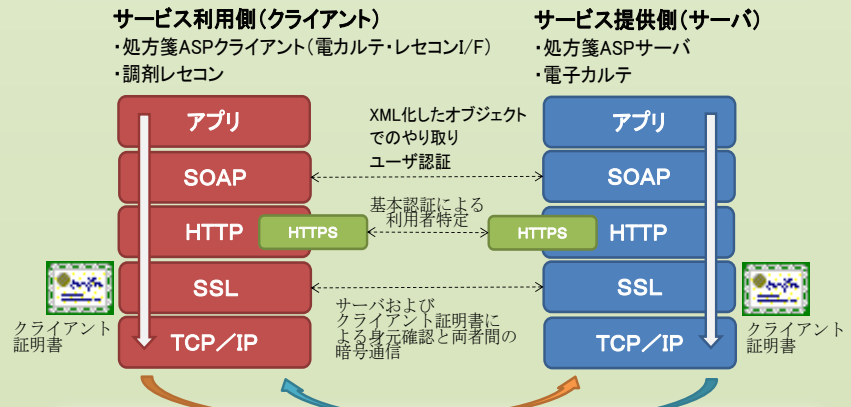 サービス利用側（クライアント）
・処方箋ASPクライアント（電カルテ・レセコンI/F）
・調剤レセコン
サービス提供側（サーバ）
・処方箋ASPサーバ
・電子カルテ
アプリ
XML化したオブジェクト
でのやり取り
ユーザ認証
アプリ
SOAP
SOAP
基本認証による
利用者特定
HTTP
HTTPS
HTTPS
HTTP
SSL
SSL
サーバおよび
クライアント証明書に
よる身元確認と両者間の
暗号通信
クライアント
証明書
TCP／IP
TCP／IP
クライアント
証明書